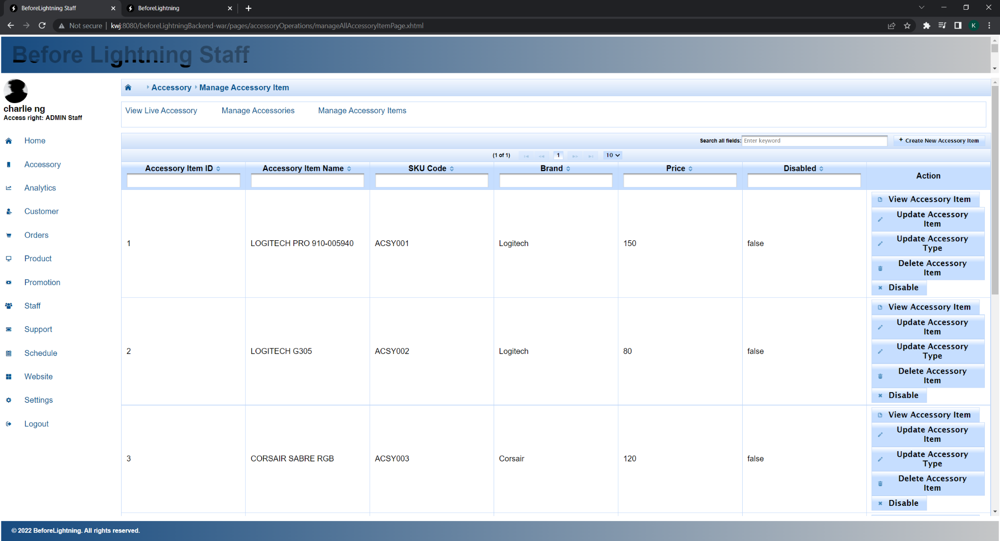 BeforeLightning Staff
BeforeLightning
Not secure | kwj:8080/beforeLightningBackend-war/pages/accessoryOperations/manageAllAccessoryItemPage.xhtml
K
Before Lightning Staff
charlie ng
Access right: ADMIN Staff
Home
Accessory
Analytics
Customer
Orders
Product
Promotion
Staff
Support
Schedule
Website
Settings
Logout
Accessory Manage Accessory Item
View Live Accessory Manage Accessories Manage Accessory Items
Search all fields: Enter keyword + Create New Accessory Item
(1 of 1) 1 10
Accessory Item ID Accessory Item Name SKU Code Brand Price Disabled Action
1 LOGITECH PRO 910-005940 ACSY001 Logitech 150 false
View Accessory Item
Update Accessory
Item
Update Accessory
Type
Delete Accessory
Item
Disable
2 LOGITECH G305 ACSY002 Logitech 80 false
View Accessory Item
Update Accessory
Item
Update Accessory
Type
Delete Accessory
Item
Disable
3 CORSAIR SABRE RGB ACSY003 Corsair 120 false
View Accessory Item
Update Accessory
Item
Update Accessory
Type
Delete Accessory
Item
Disable
© 2022 BeforeLightning. All rights reserved.